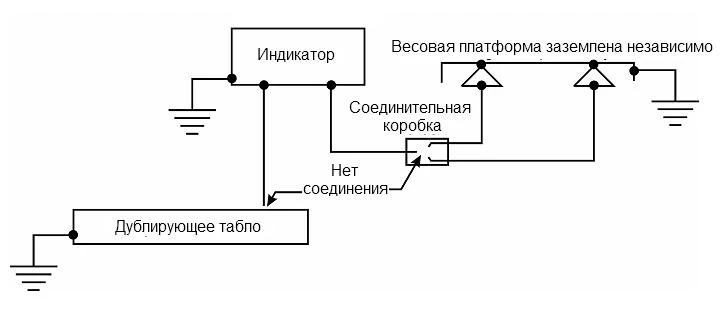 Индикатор
Весовая платформа заземлена независимо
Соединительная
коробка
Нет
соединения
Дублирующее табло